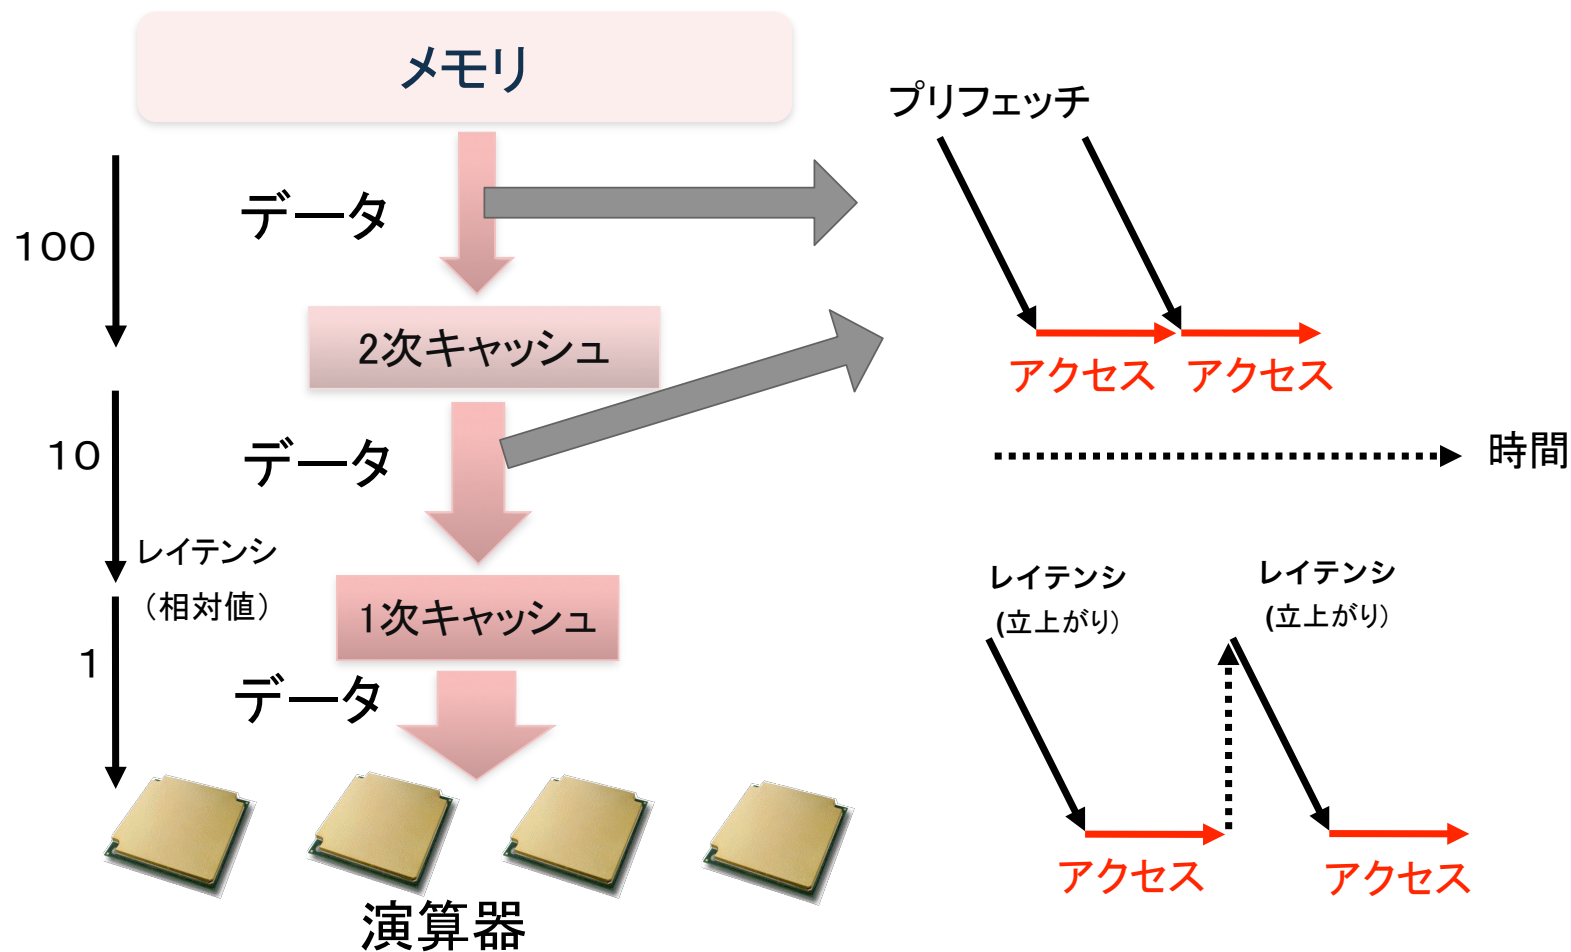 メモリ
プリフェッチ
データ
100
2次キャッシュ
アクセス アクセス
データ
10
時間
レイテンシ
（相対値）
1次キャッシュ
1
データ
レイテンシ
(立上がり)
レイテンシ
(立上がり)
アクセス
アクセス
演算器